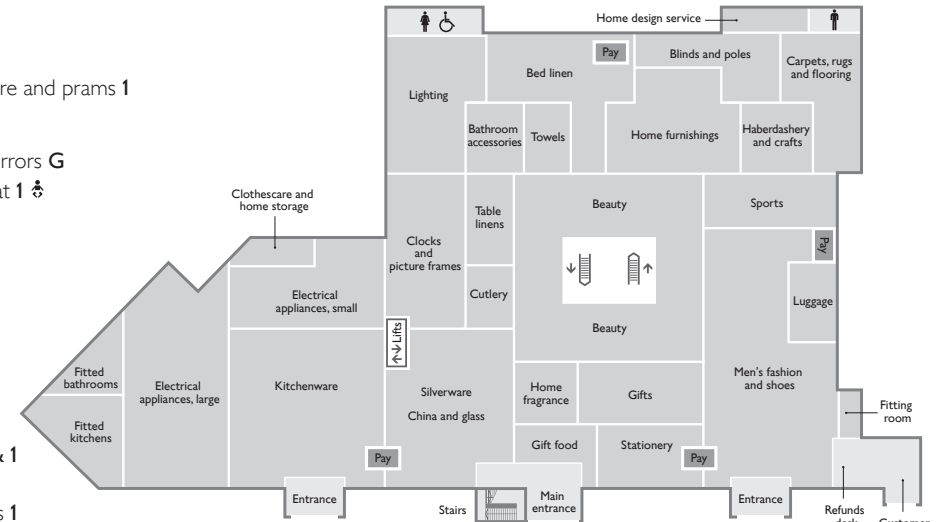 re and prams 1
rrors G
at 1
& 1
s 1
Home design service
Pay
Bed linen
Blinds and poles
Carpets, rugs
and flooring
Lighting
Bathroom
accessories
Towels
Home furnishings
Haberdashery
and crafts
Clothescare and
home storage
Clocks
and
picture frames
Table
linens
Beauty
Sports
Pay
Electrical
appliances, small
Cutlery
Luggage
Beauty
Lifts
Fitted
bathrooms
Electrical
appliances, large
Kitchenware
Silverware
China and glass
Home
fragrance
Gifts
Men's fashion
and shoes
Fitted
kitchens
Fitting
room
Pay
Gift food
Stationery
Pay
Entrance
Stairs
Main
entrance
Entrance
Refunds
desk
Customer